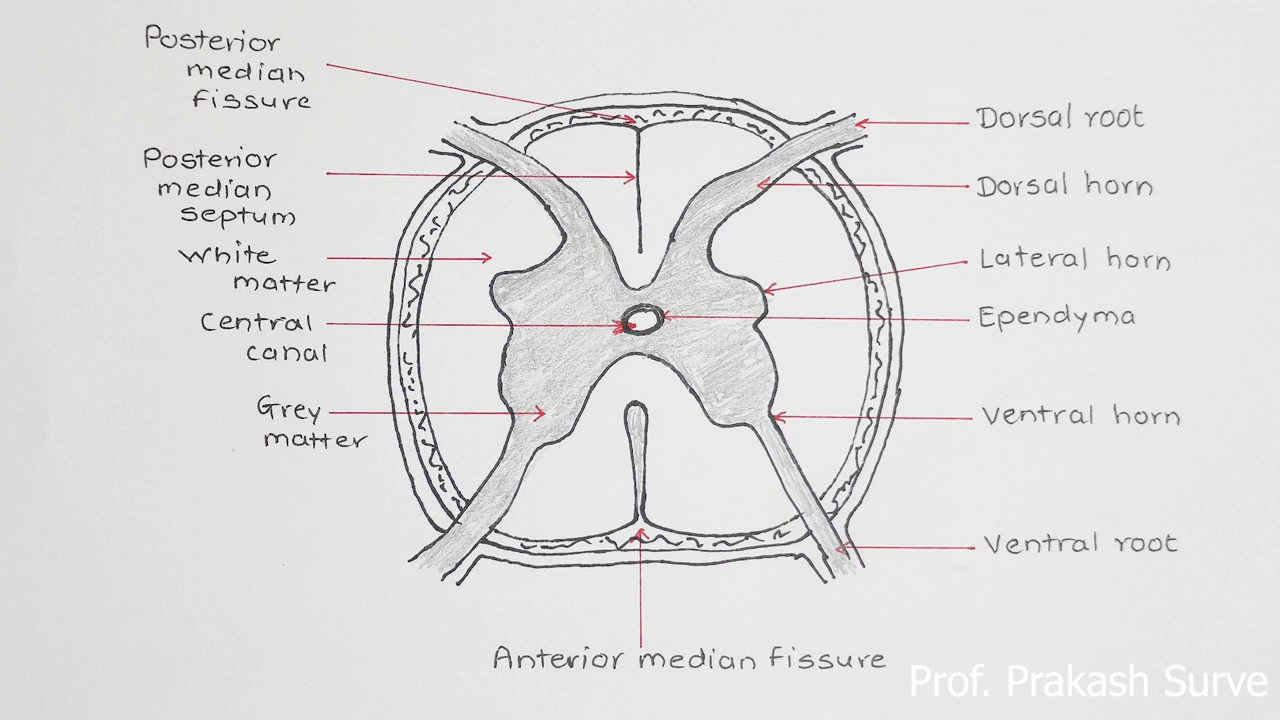 Posterior
median
fissure
Posterior
median
septum
White
matter
Central
canal
Grey
matter
Dorsal root
Dorsal horn
Lateral horn
Ependyma
Ventral horn
Ventral root
Anterior median fissure
Prof. Prakash Surve